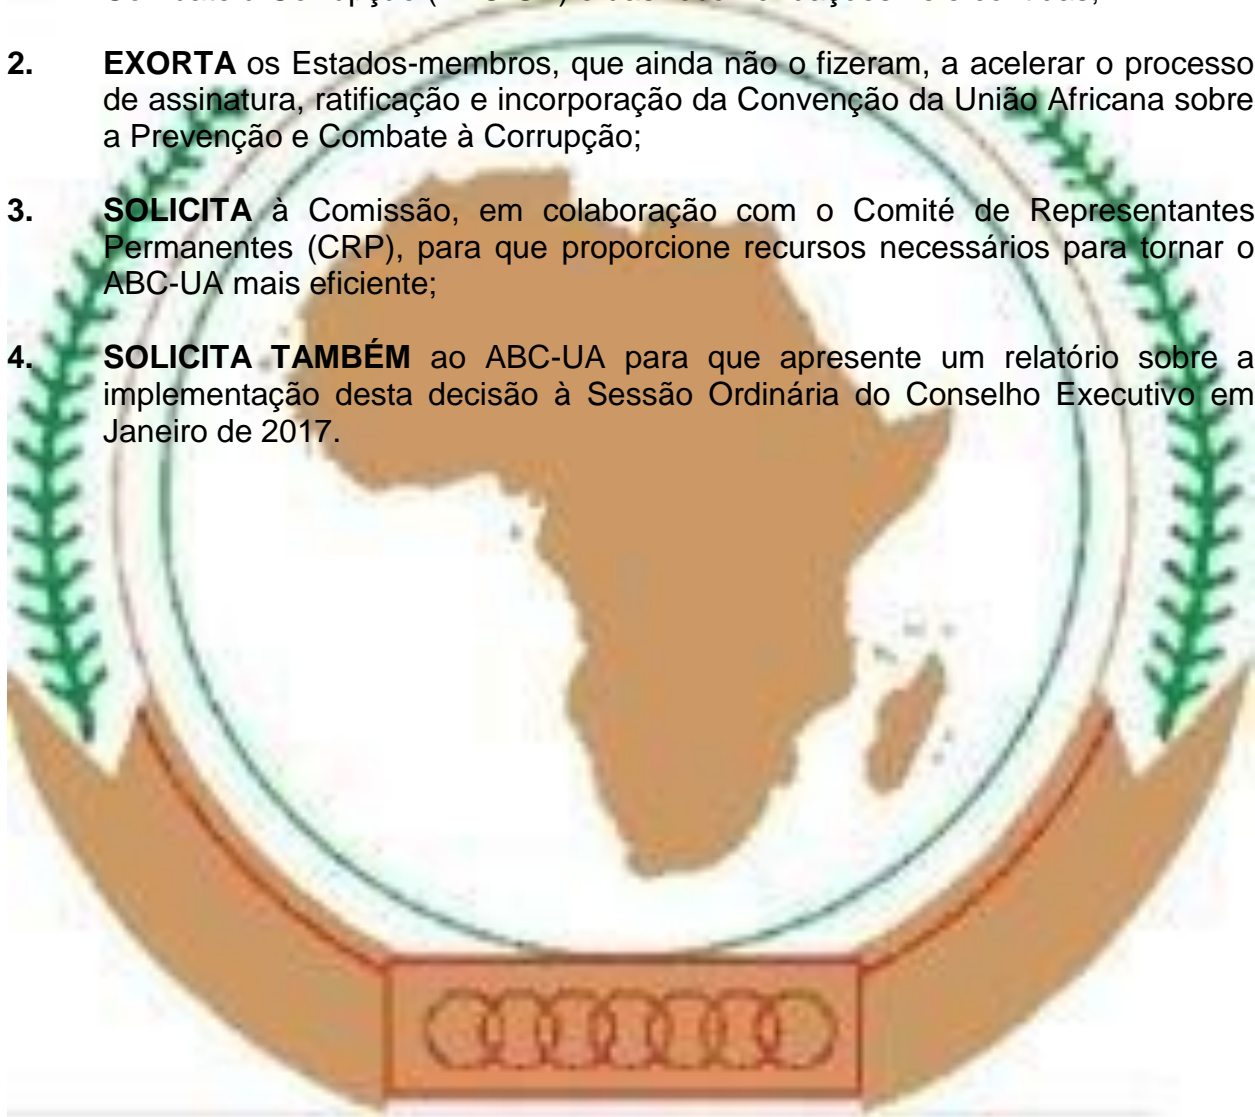 2. EXORTA os Estados-membros, que ainda não o fizeram, a acelerar o processo
de assinatura, ratificação e incorporação da Convenção da União Africana sobre
a Prevenção e Combate à Corrupção;
3. SOLICITA à Comissão, em colaboração com o Comité de Representantes
Permanentes (CRP), para que proporcione recursos necessários para tornar o
ABC-UA mais eficiente;
4. SOLICITA TAMBÉM ao ABC-UA para que apresente um relatório sobre a
implementação desta decisão à Sessão Ordinária do Conselho Executivo em
Janeiro de 2017.